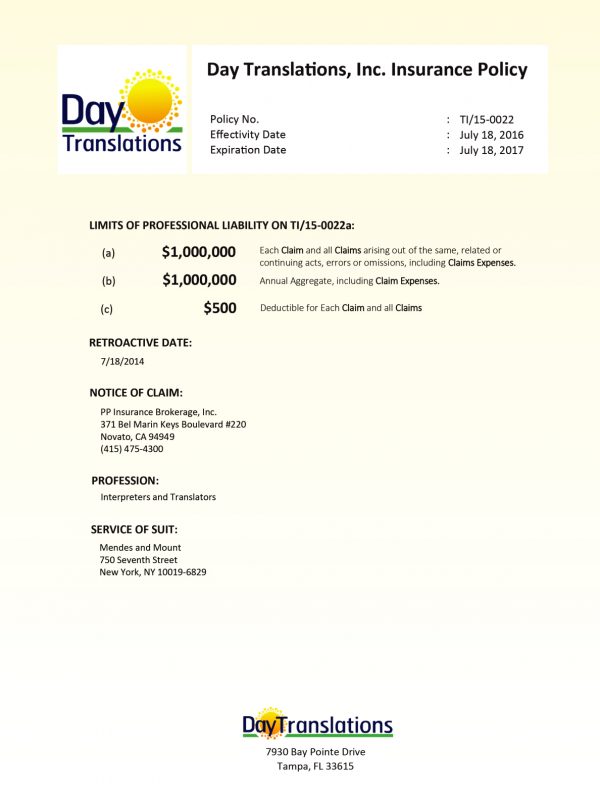 Day
Translations
Day Translations, Inc. Insurance Policy
Policy No. : TI/15-0022
Effectivity Date : July 18, 2016
Expiration Date : July 18, 2017
LIMITS OF PROFESSIONAL LIABILITY ON TI/15-0022a:
(a) $1,000,000 Each Claim and all Claims arising out of the same, related or
continuing acts, errors or omissions, including Claims Expenses.
(b) $1,000,000 Annual Aggregate, including Claim Expenses.
(c) $500 Deductible for Each Claim and all Claims
RETROACTIVE DATE:
7/18/2014
NOTICE OF CLAIM:
PP Insurance Brokerage, Inc.
371 Bel Marin Keys Boulevard #220
Novato, CA 94949
(415) 475-4300
PROFESSION:
Interpreters and Translators
SERVICE OF SUIT:
Mendes and Mount
750 Seventh Street
New York, NY 10019-6829
DayTranslations
7930 Bay Pointe Drive
Tampa, FL 33615